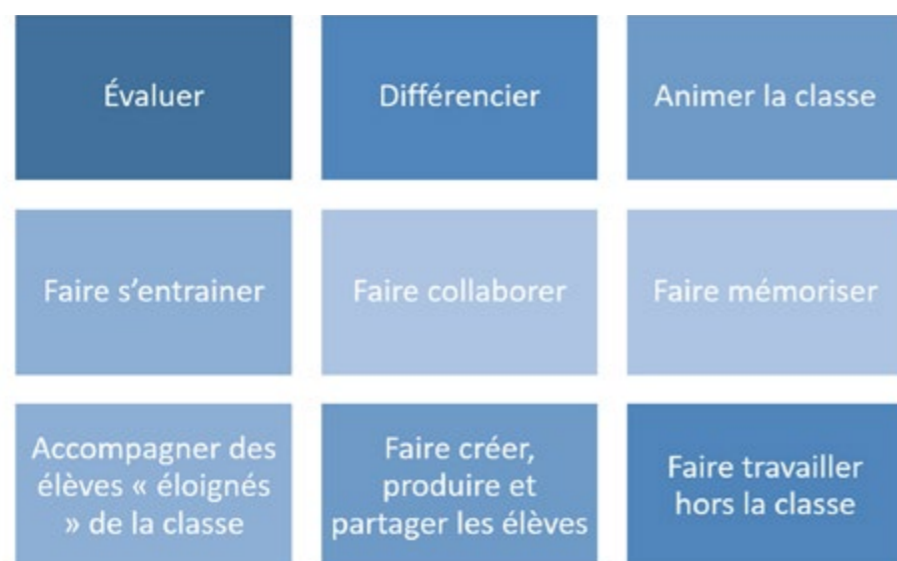 Évaluer
Différencier
Animer la classe
Faire s’entrainer
Faire collaborer
Faire mémoriser
Accompagner des
élèves « éloignés
» de la classe
Faire créer,
produire et
partager les élèves
Faire travailler
hors la classe